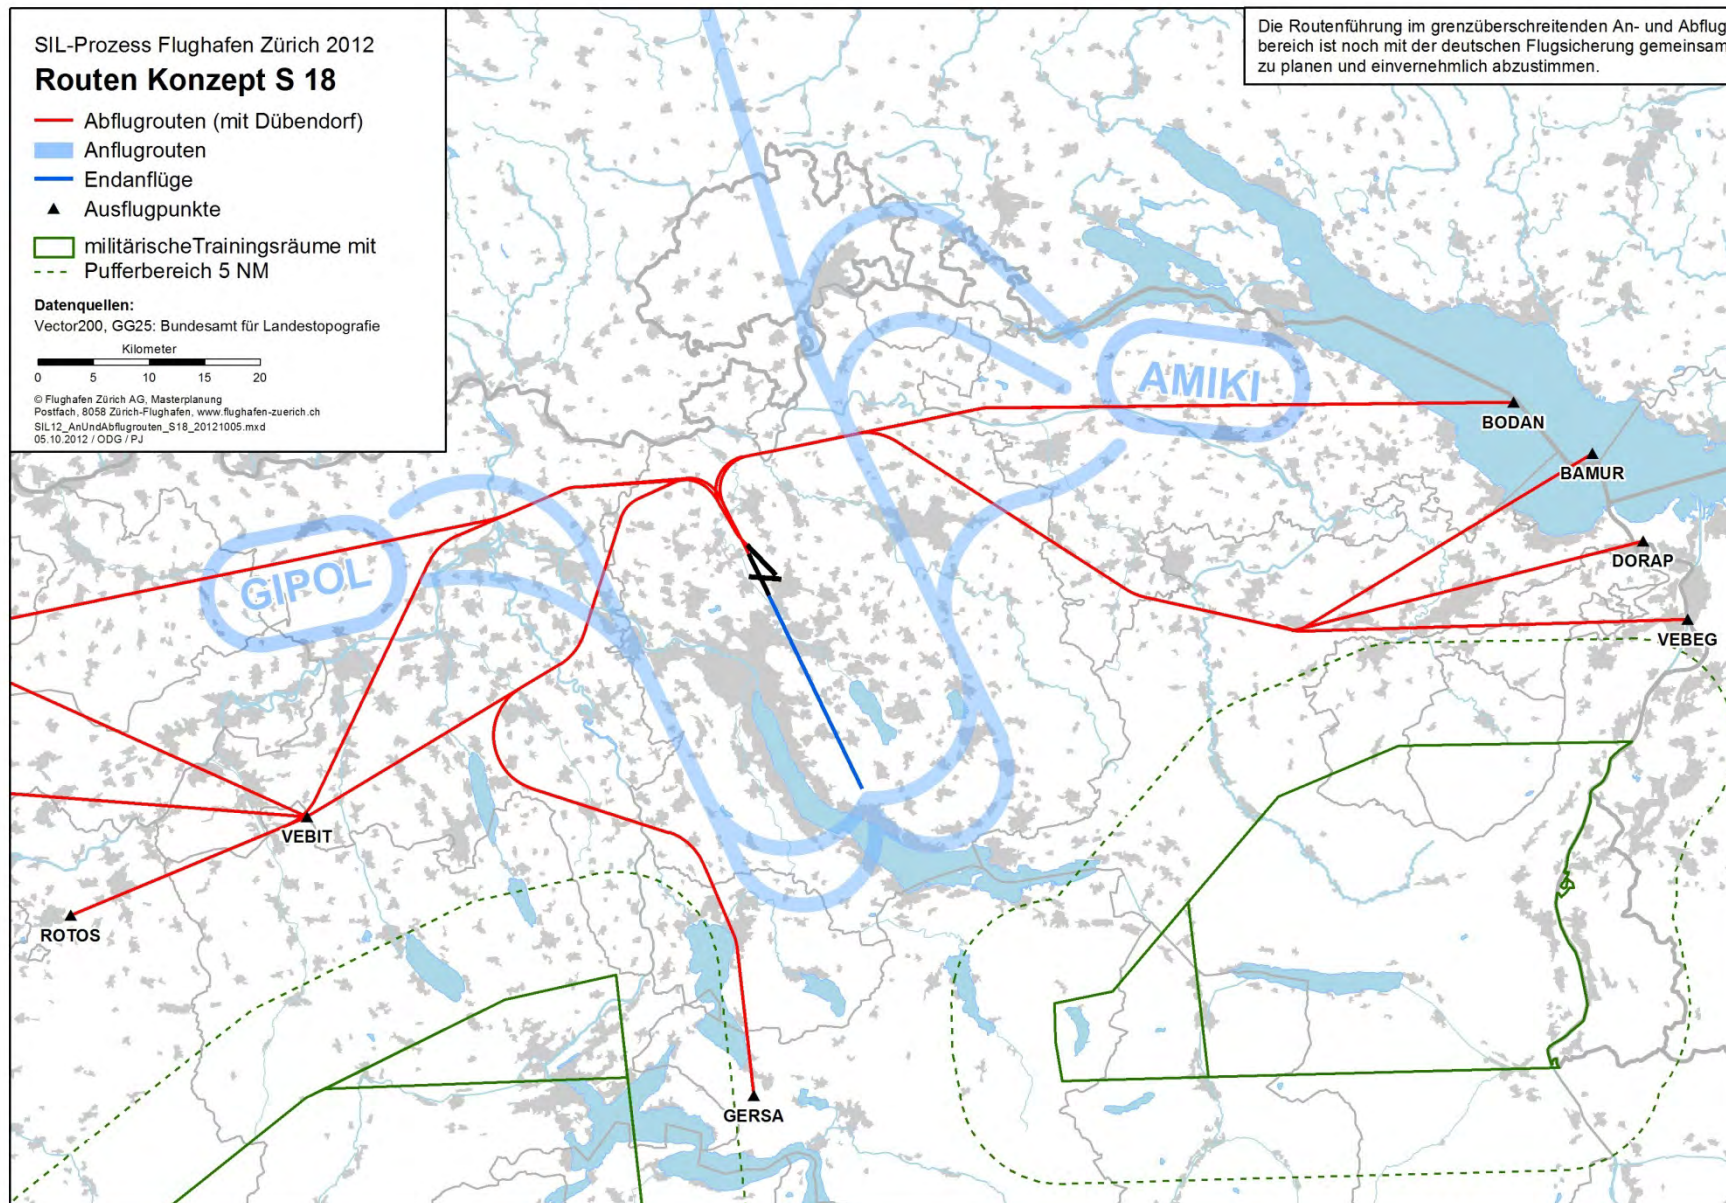 SIL-Prozess Flughafen Zürich 2012
Routen Konzept S 18
Abflugrouten (mit Dübendorf)
Anflugrouten
Endanflüge
Ausflugpunkte
militärischeTrainingsräume mit
Pufferbereich 5 NM
Datenquellen:
Vector200, GG25: Bundesamt für Landestopografie
Kilometer
0 5 10 15 20
© Flughafen Zürich AG, Masterplanung
Postfach, 8058 Zürich-Flughafen, www.flughafen-zuerich.ch
SIL12_AnUndAbflugrouten_S18_20121005.mxd
05.10.2012 / ODG / PJ
Die Routenführung im grenzüberschreitenden An- und Abflug
bereich ist noch mit der deutschen Flugsicherung gemeinsam
zu planen und einvernehmlich abzustimmen.
AMIKI
BODAN
BAMUR
DORAP
GIPOL
VEBEG
VEBIT
ROTOS
GERSA